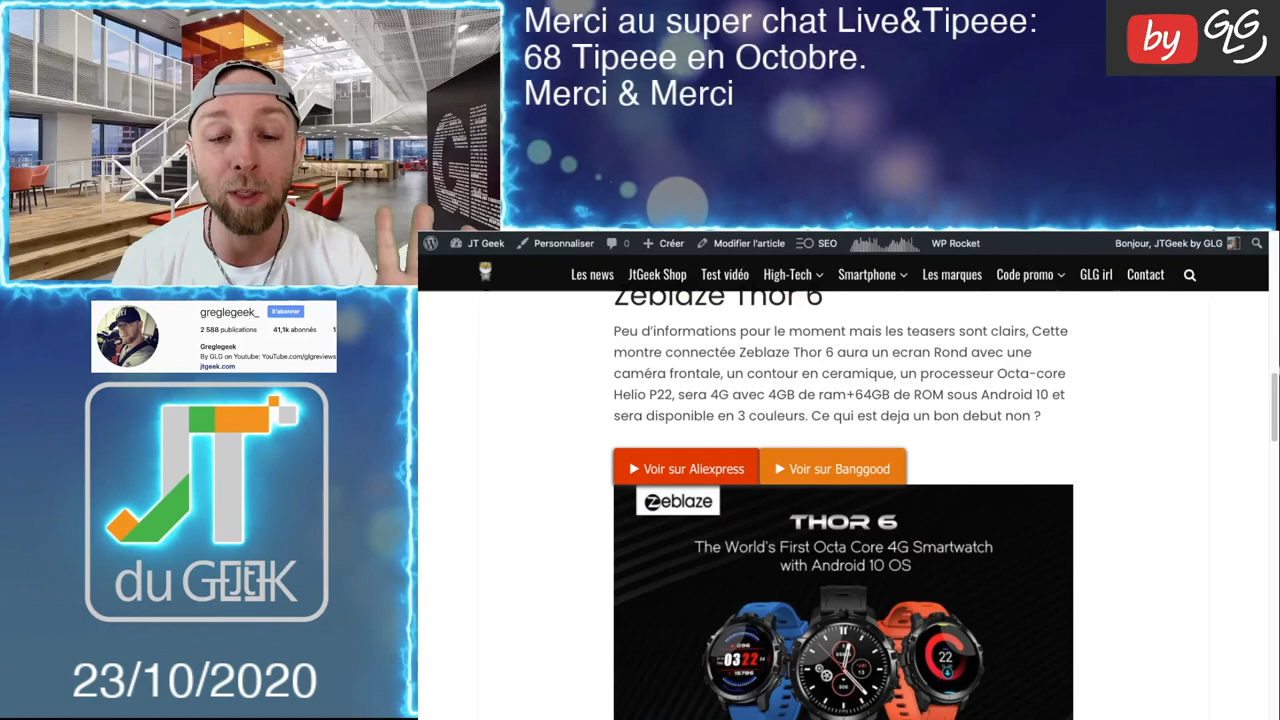 Merci au super chat Live&Tipeee:
68 Tipeee en Octobre.
Merci & Merci
by GLG
greglegeek_ S'abonner
2 588 publications 41,1k abonnés
Greglegeek
By GLG on Youtube: YouTube.com/glgreviews
jtgeek.com
JT
du GEEK
23/10/2020
JT Geek Personnaliser 0 Créer Modifier l'article SEO WP Rocket Bonjour, JTGeek by GLG
Les news JtGeek Shop Test vidéo High-Tech Smartphone Les marques Code promo GLG irl Contact
Zeblaze Thor 6
Peu d'informations pour le moment mais les teasers sont clairs, Cette
montre connectée Zeblaze Thor 6 aura un ecran Rond avec une
caméra frontale, un contour en ceramique, un processeur Octa-core
Helio P22, sera 4G avec 4GB de ram+64GB de ROM sous Android 10 et
sera disponible en 3 couleurs. Ce qui est deja un bon debut non ?
Voir sur Aliexpress Voir sur Banggood
Zeblaze
THOR 6
The World's First Octa Core 4G Smartwatch
with Android 10 OS
03 22
22